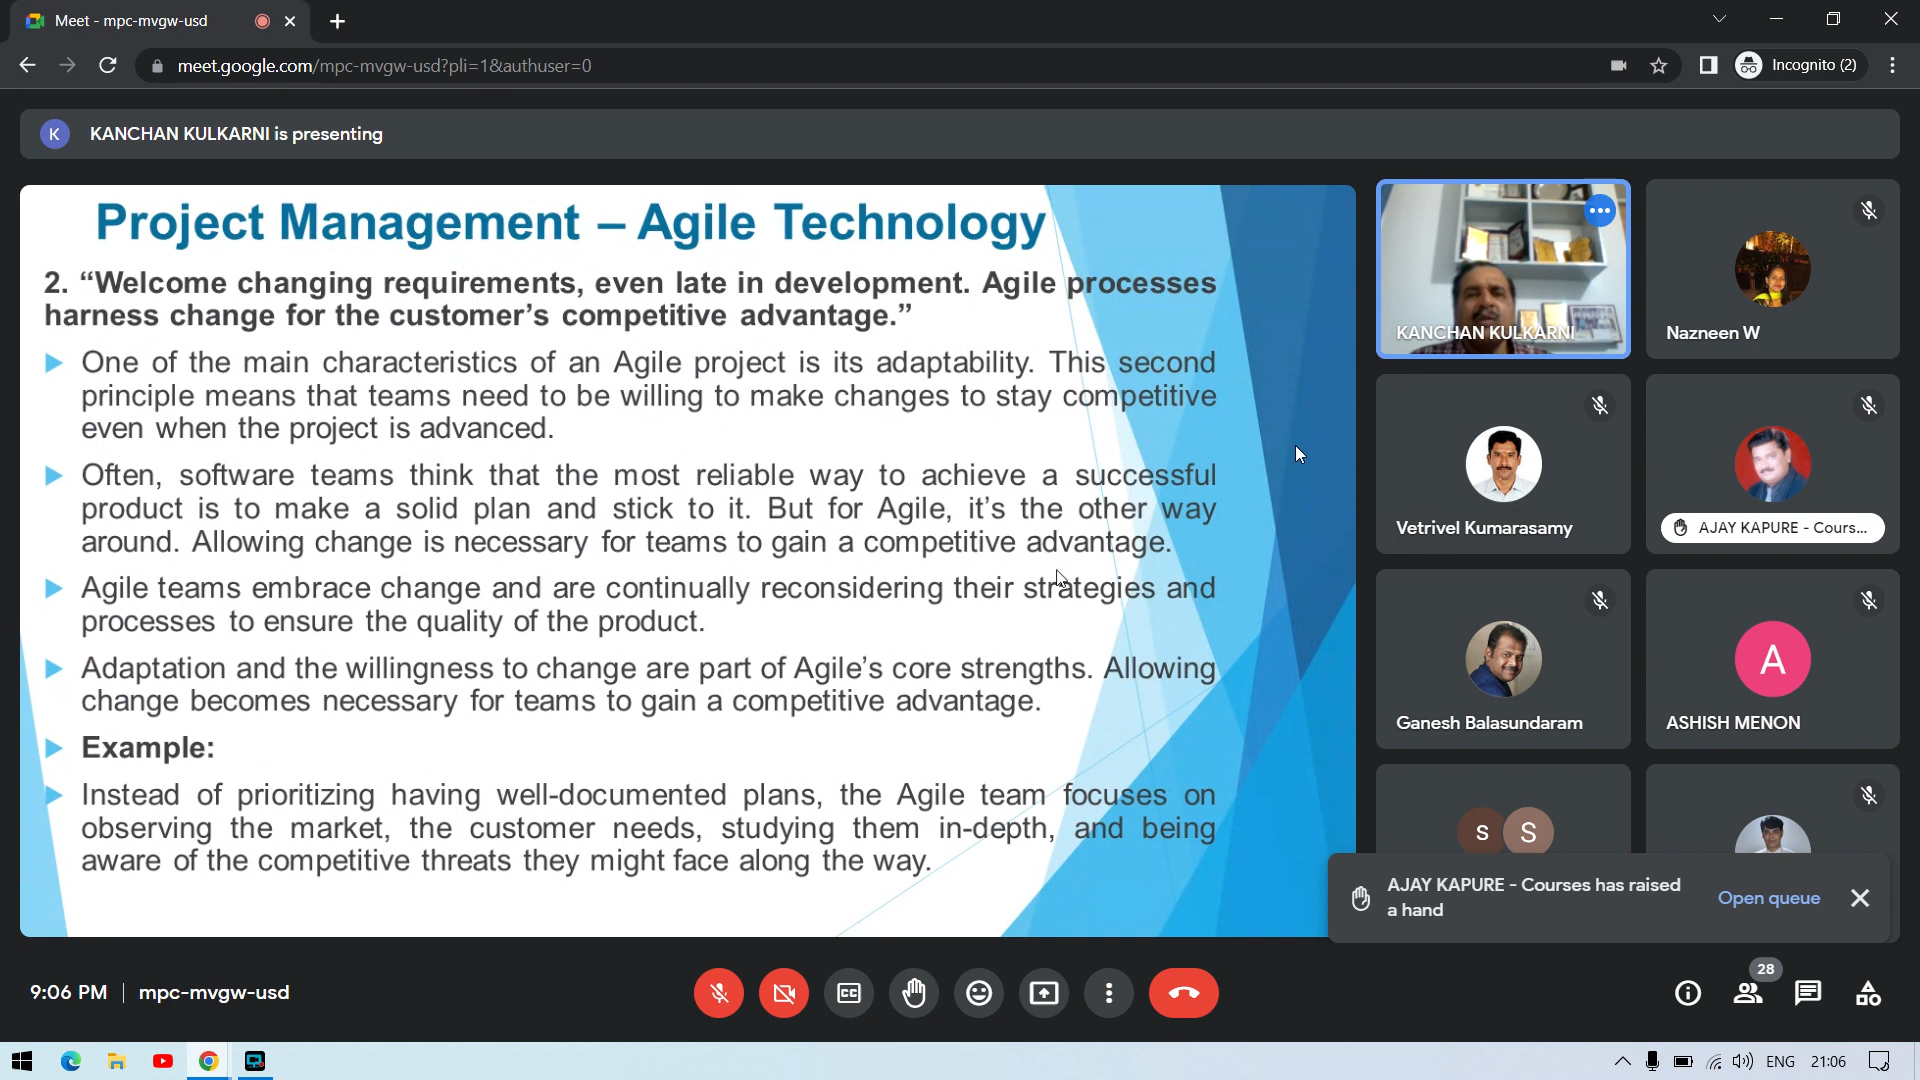 Meet - mpc-mvgw-usd
meet.google.com/mpc-mvgw-usd?pli=1&authuser=0
Incognito (2)
K
KANCHAN KULKARNI is presenting
Project Management – Agile Technology
2. “Welcome changing requirements, even late in development. Agile processes
harness change for the customer’s competitive advantage.”
One of the main characteristics of an Agile project is its adaptability. This second
principle means that teams need to be willing to make changes to stay competitive
even when the project is advanced.
Often, software teams think that the most reliable way to achieve a successful
product is to make a solid plan and stick to it. But for Agile, it’s the other way
around. Allowing change is necessary for teams to gain a competitive advantage.
Agile teams embrace change and are continually reconsidering their strategies and
processes to ensure the quality of the product.
Adaptation and the willingness to change are part of Agile’s core strengths. Allowing
change becomes necessary for teams to gain a competitive advantage.
Example:
Instead of prioritizing having well-documented plans, the Agile team focuses on
observing the market, the customer needs, studying them in-depth, and being
aware of the competitive threats they might face along the way.
KANCHAN KULKARNI
Nazneen W
Vetrivel Kumarasamy
AJAY KAPURE - Cours...
Ganesh Balasundaram
A
ASHISH MENON
S
S
AJAY KAPURE - Courses has raised
a hand
Open queue
9:06 PM
mpc-mvgw-usd
CC
28
ENG
21:06